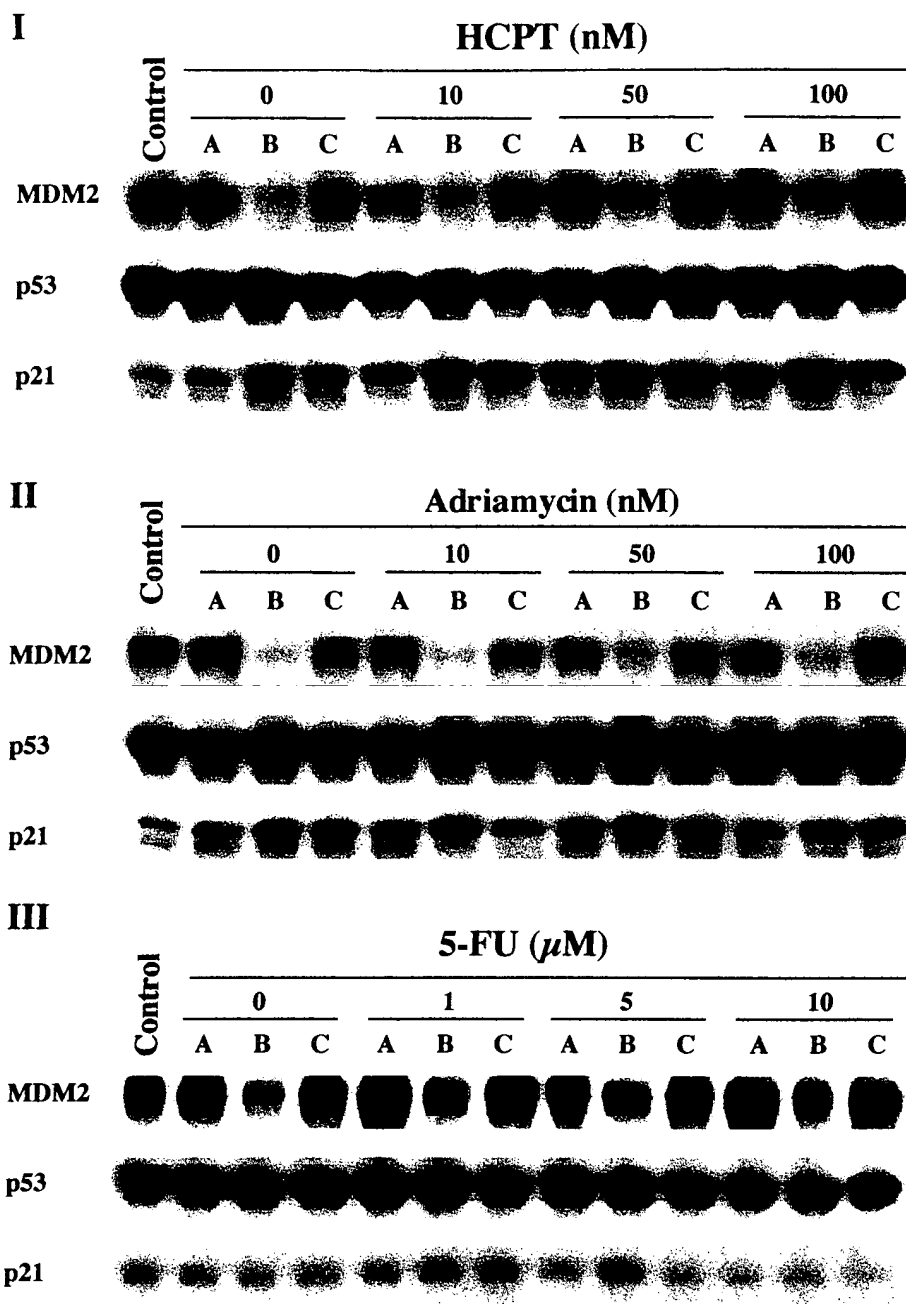 I
HCPT (nM)
Control
0 10 50 100
A B C A B C A B C A B C
MDM2
p53
p21
II
Adriamycin (nM)
Control
0 10 50 100
A B C A B C A B C A B C
MDM2
p53
p21
III
5-FU (μM)
Control
0 1 5 10
A B C A B C A B C A B C
MDM2
p53
p21